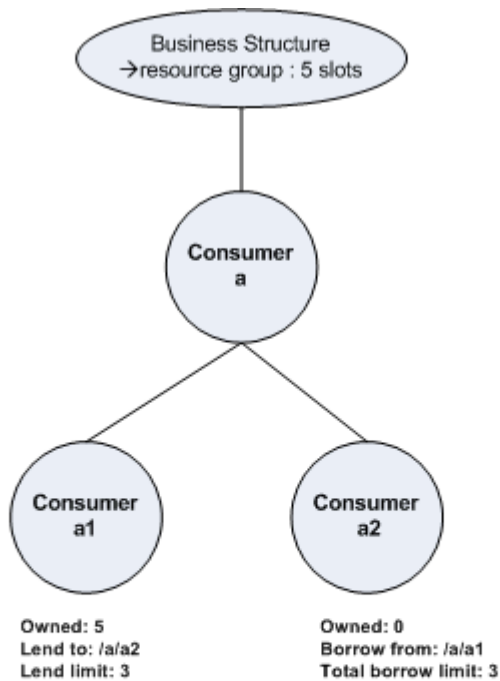 Business Structure
→resource group : 5 slots
Consumer
a
Consumer
a1
Consumer
a2
Owned: 5
Lend to: /a/a2
Lend limit: 3
Owned: 0
Borrow from: /a/a1
Total borrow limit: 3